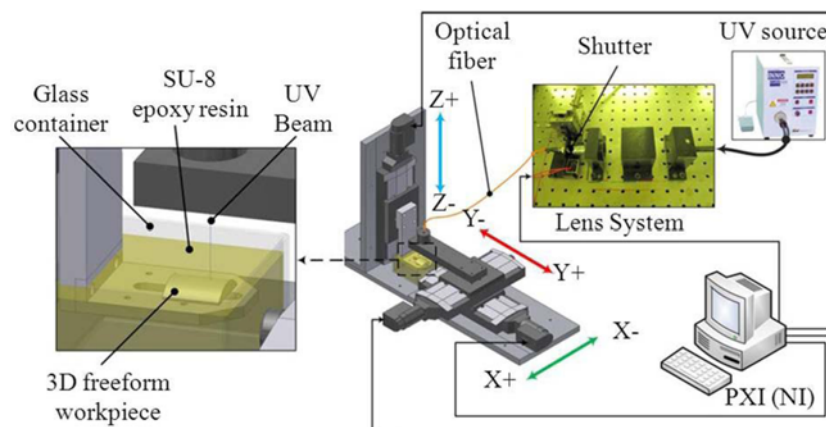 Glass
container
SU-8
epoxy resin
UV
Beam
3D freeform
workpiece
Optical
fiber
Shutter
UV source
Lens System
Z+
Z-
Y-
Y+
X-
X+
PXI (NI)